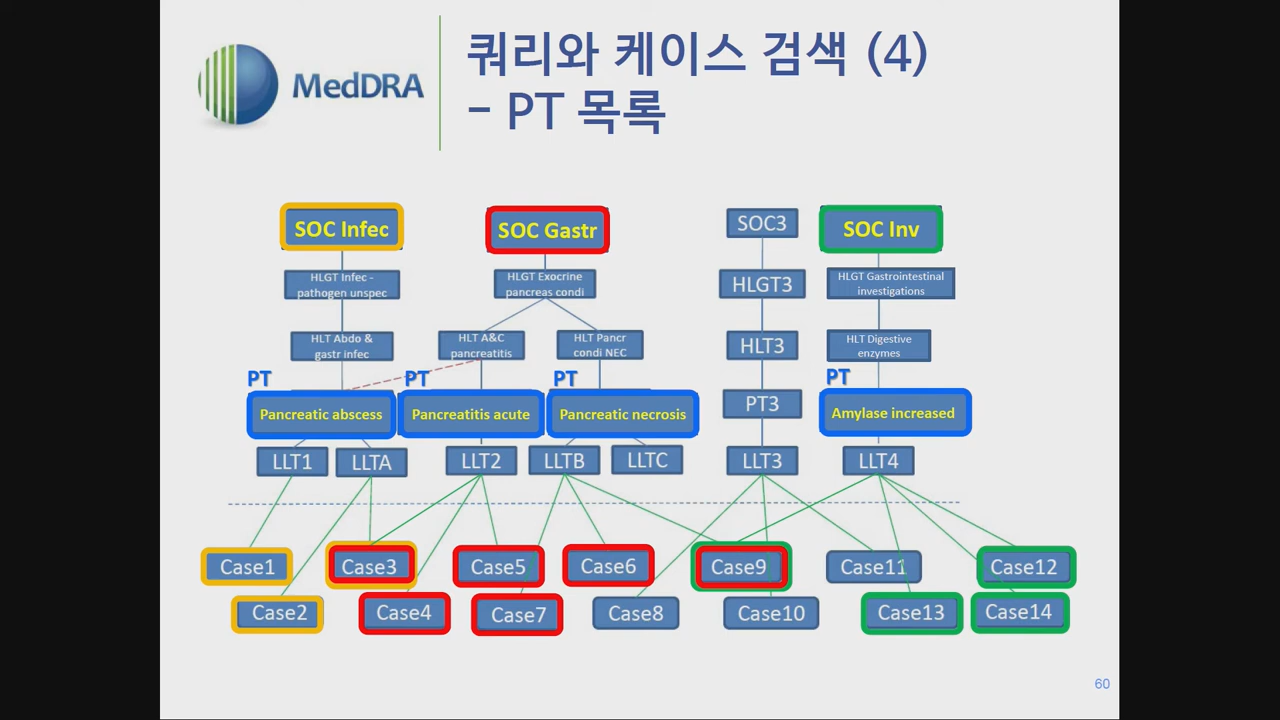 MedDRA
쿼리와 케이스 검색 (4)
- PT 목록
SOC Infec
SOC Gastr
SOC3
SOC Inv
HLGT Infec -
pathogen unspec
HLGT Exocrine
pancreas condi
HLGT3
HLGT Gastrointestinal
investigations
HLT Abdo &
gastr infec
HLT A&C
pancreatitis
HLT Pancr
condi NEC
HLT3
HLT Digestive
enzymes
PT
PT
PT
PT
Pancreatic abscess
Pancreatitis acute
Pancreatic necrosis
PT3
Amylase increased
LLT1
LLTA
LLT2
LLTB
LLTC
LLT3
LLT4
Case1
Case3
Case5
Case6
Case9
Case11
Case12
Case2
Case4
Case7
Case8
Case10
Case13
Case14
60